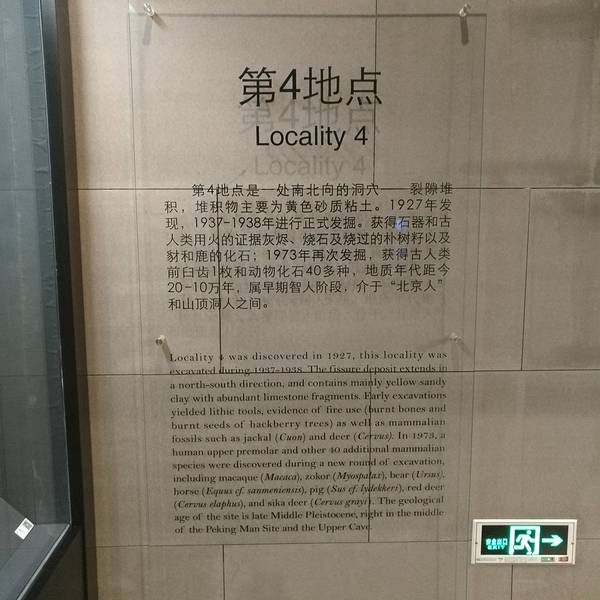 第4地点
Locality 4
第4地点是一处南北向的洞穴——裂隙堆
积，堆积物主要为黄色砂质粘土。1927年发
现，1937-1938年进行正式发掘。获得石器和古
人类用火的证据灰烬、烧石及烧过的朴树籽以及
豺和鹿的化石；1973年再次发掘，获得古人类
前臼齿1枚和动物化石40多种，地质年代距今
20-10万年，属早期智人阶段，介于“北京人”
和山顶洞人之间。
Locality 4 was discovered in 1927, this locality was
excavated during 1937-1938. The fissure deposit extends in
a north-south direction, and contains mainly yellow sandy
clay with abundant limestone fragments. Early excavations
yielded lithic tools, evidence of fire use (burnt bones and
burnt seeds of hackberry trees) as well as mammalian
fossils such as jackal (Cuon) and deer (Cervus). In 1973, a
human upper premolar and other 40 additional mammalian
species were discovered during a new round of excavation,
including macaque (Macaca), zokor (Myospalax), bear (Ursus),
horse (Equus cf. sanmeniensis), pig (Sus cf. lydekkeri), red deer
(Cervus elaphus), and sika deer (Cervus grayi). The geological
age of the site is late Middle Pleistocene, right in the middle
of the Peking Man Site and the Upper Cave.
安全出口
EXIT